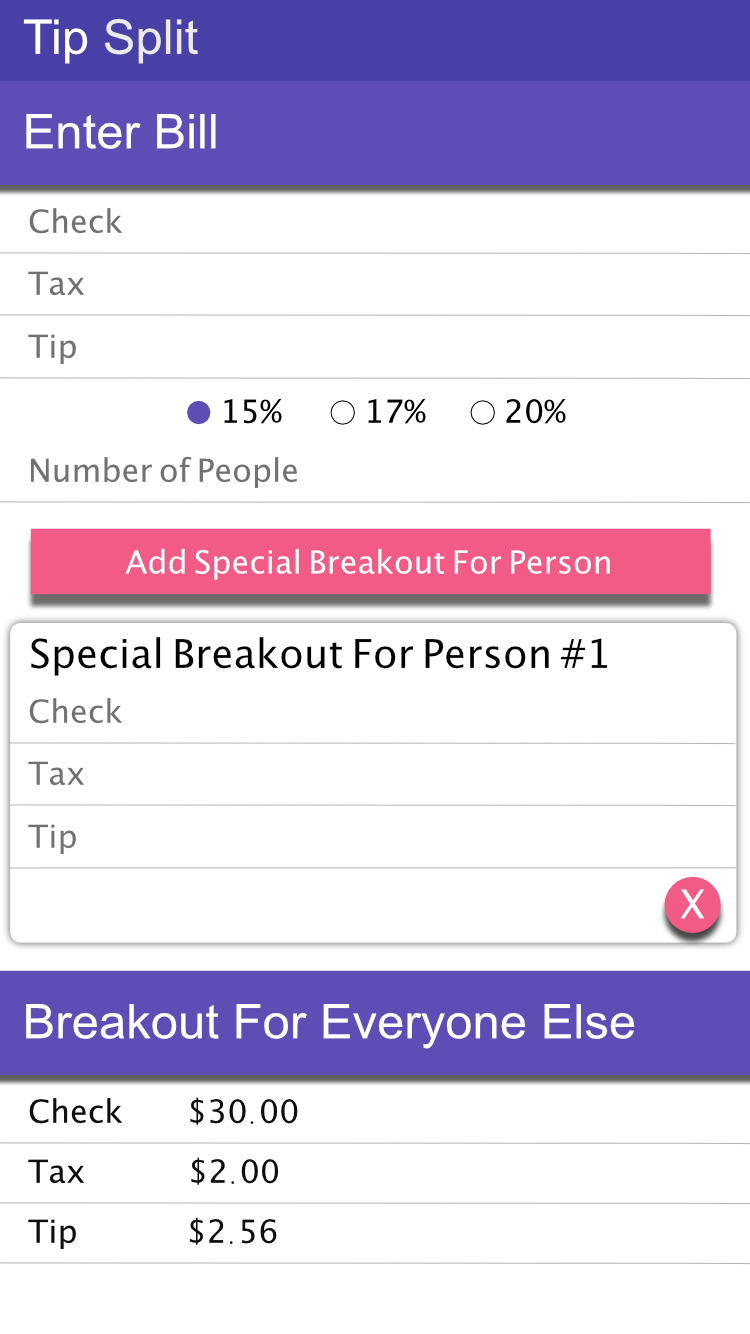 Tip Split
Enter Bill
Check
Tax
Tip
15% 17% 20%
Number of People
Add Special Breakout For Person
Special Breakout For Person #1
Check
Tax
Tip
X
Breakout For Everyone Else
Check $30.00
Tax $2.00
Tip $2.56